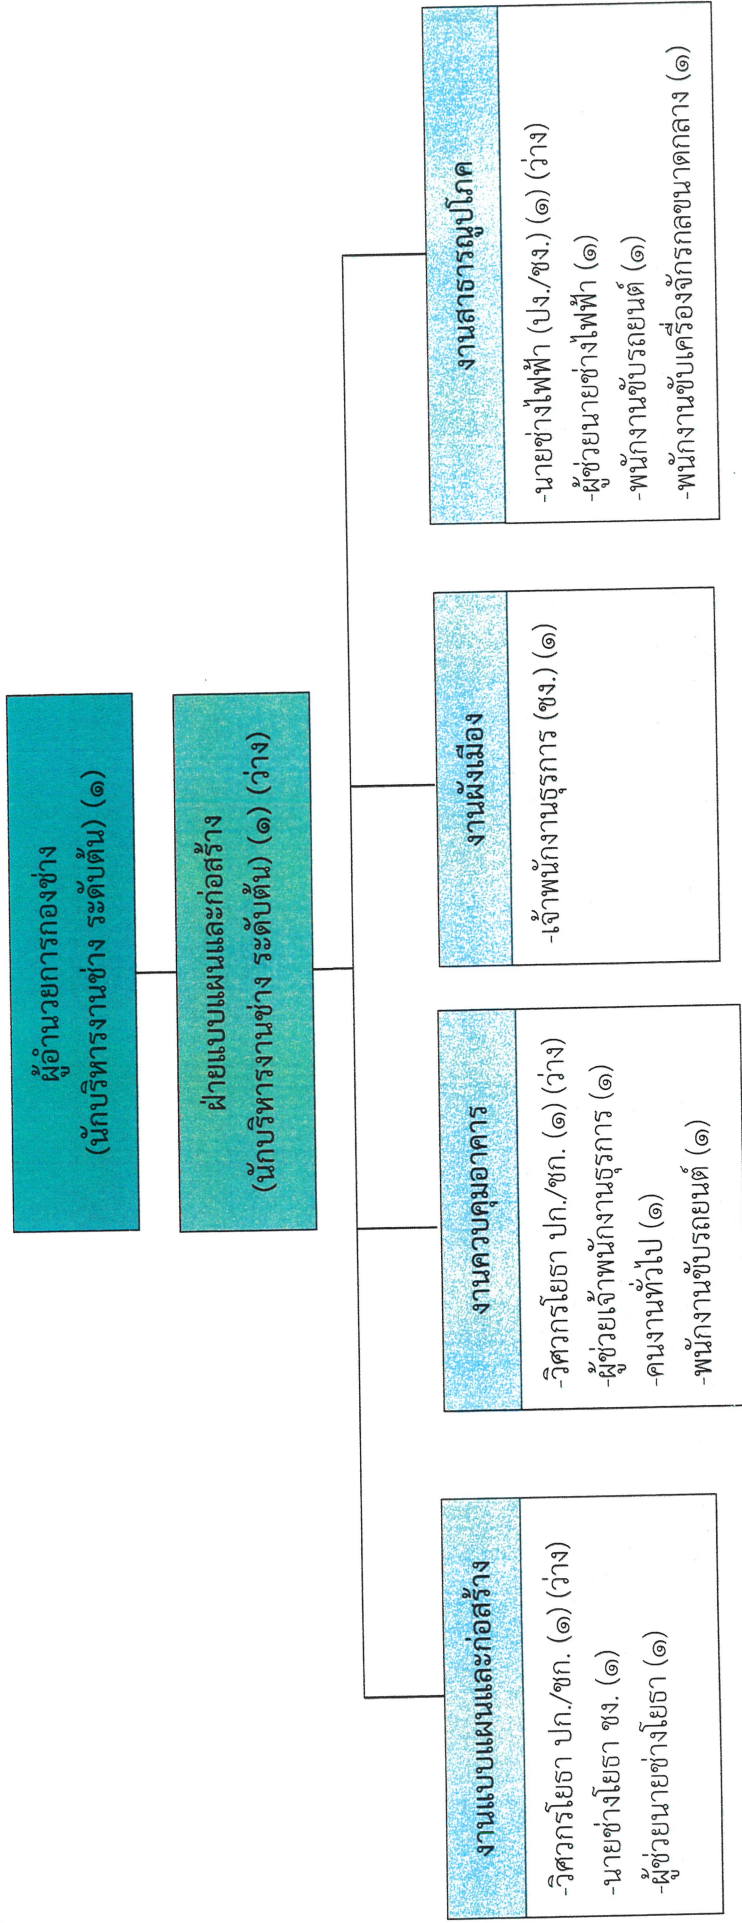 ผู้อำนวยการกองช่าง
(นักบริหารงานช่าง ระดับต้น) (๑)
ฝ่ายแบบแผนและก่อสร้าง
(นักบริหารงานช่าง ระดับต้น) (๑) (ว่าง)
งานแบบแผนและก่อสร้าง
-วิศวกรโยธา ปก./ชก. (๑) (ว่าง)
-นายช่างโยธา ชง. (๑)
-ผู้ช่วยนายช่างโยธา (๑)
งานควบคุมอาคาร
-วิศวกรโยธา ปก./ชก. (๑) (ว่าง)
-ผู้ช่วยเจ้าพนักงานธุรการ (๑)
-คนงานทั่วไป (๑)
-พนักงานขับรถยนต์ (๑)
งานผังเมือง
-เจ้าพนักงานธุรการ (ชง.) (๑)
งานสาธารณูปโภค
-นายช่างไฟฟ้า (ปง./ชง.) (๑) (ว่าง)
-ผู้ช่วยนายช่างไฟฟ้า (๑)
-พนักงานขับรถยนต์ (๑)
-พนักงานขับเครื่องจักรกลขนาดกลาง (๑)